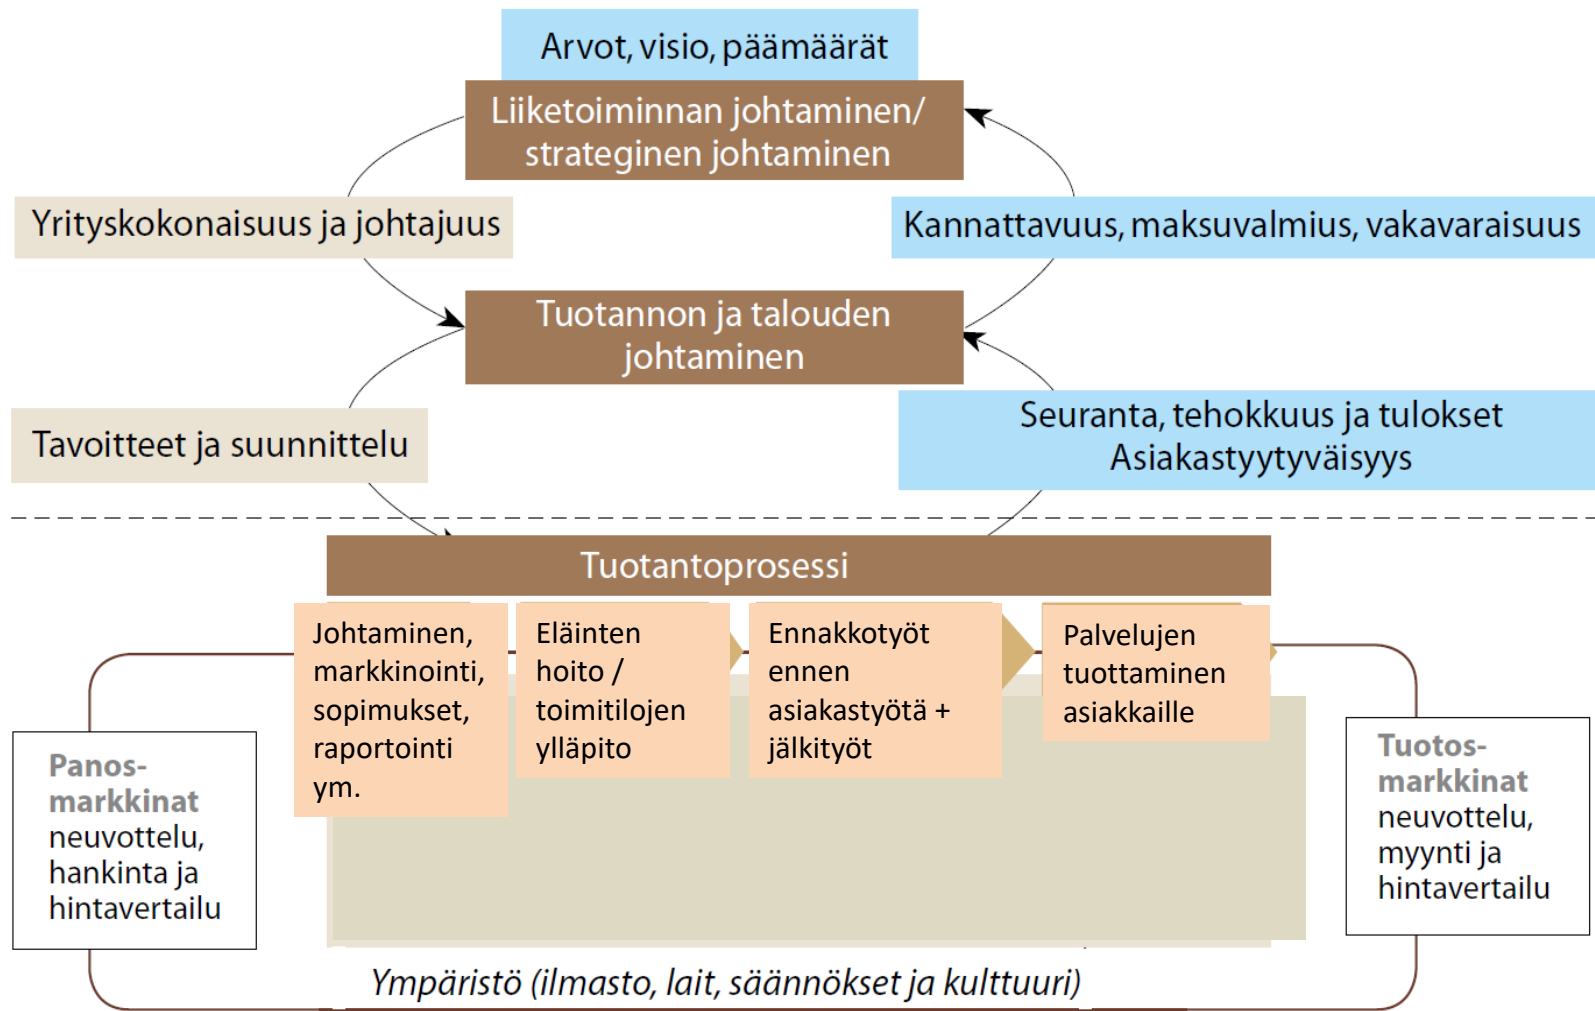 Arvot, visio, päämäärät
Liiketoiminnan johtaminen/
strateginen johtaminen
Yrityskokonaisuus ja johtajuus
Kannattavuus, maksuvalmius, vakavaraisuus
Tuotannon ja talouden
johtaminen
Tavoitteet ja suunnittelu
Seuranta, tehokkuus ja tulokset
Asiakastyytyväisyys
Tuotantoprosessi
Johtaminen,
markkinointi,
sopimukset,
raportointi
ym.
Eläinten
hoito /
toimitilojen
ylläpito
Ennakkotyöt
ennen
asiakastyötä +
jälkityöt
Palvelujen
tuottaminen
asiakkaille
Panos-
markkinat
neuvottelu,
hankinta ja
hintavertailu
Tuotos-
markkinat
neuvottelu,
myynti ja
hintavertailu
Ympäristö (ilmasto, lait, säännökset ja kulttuuri)